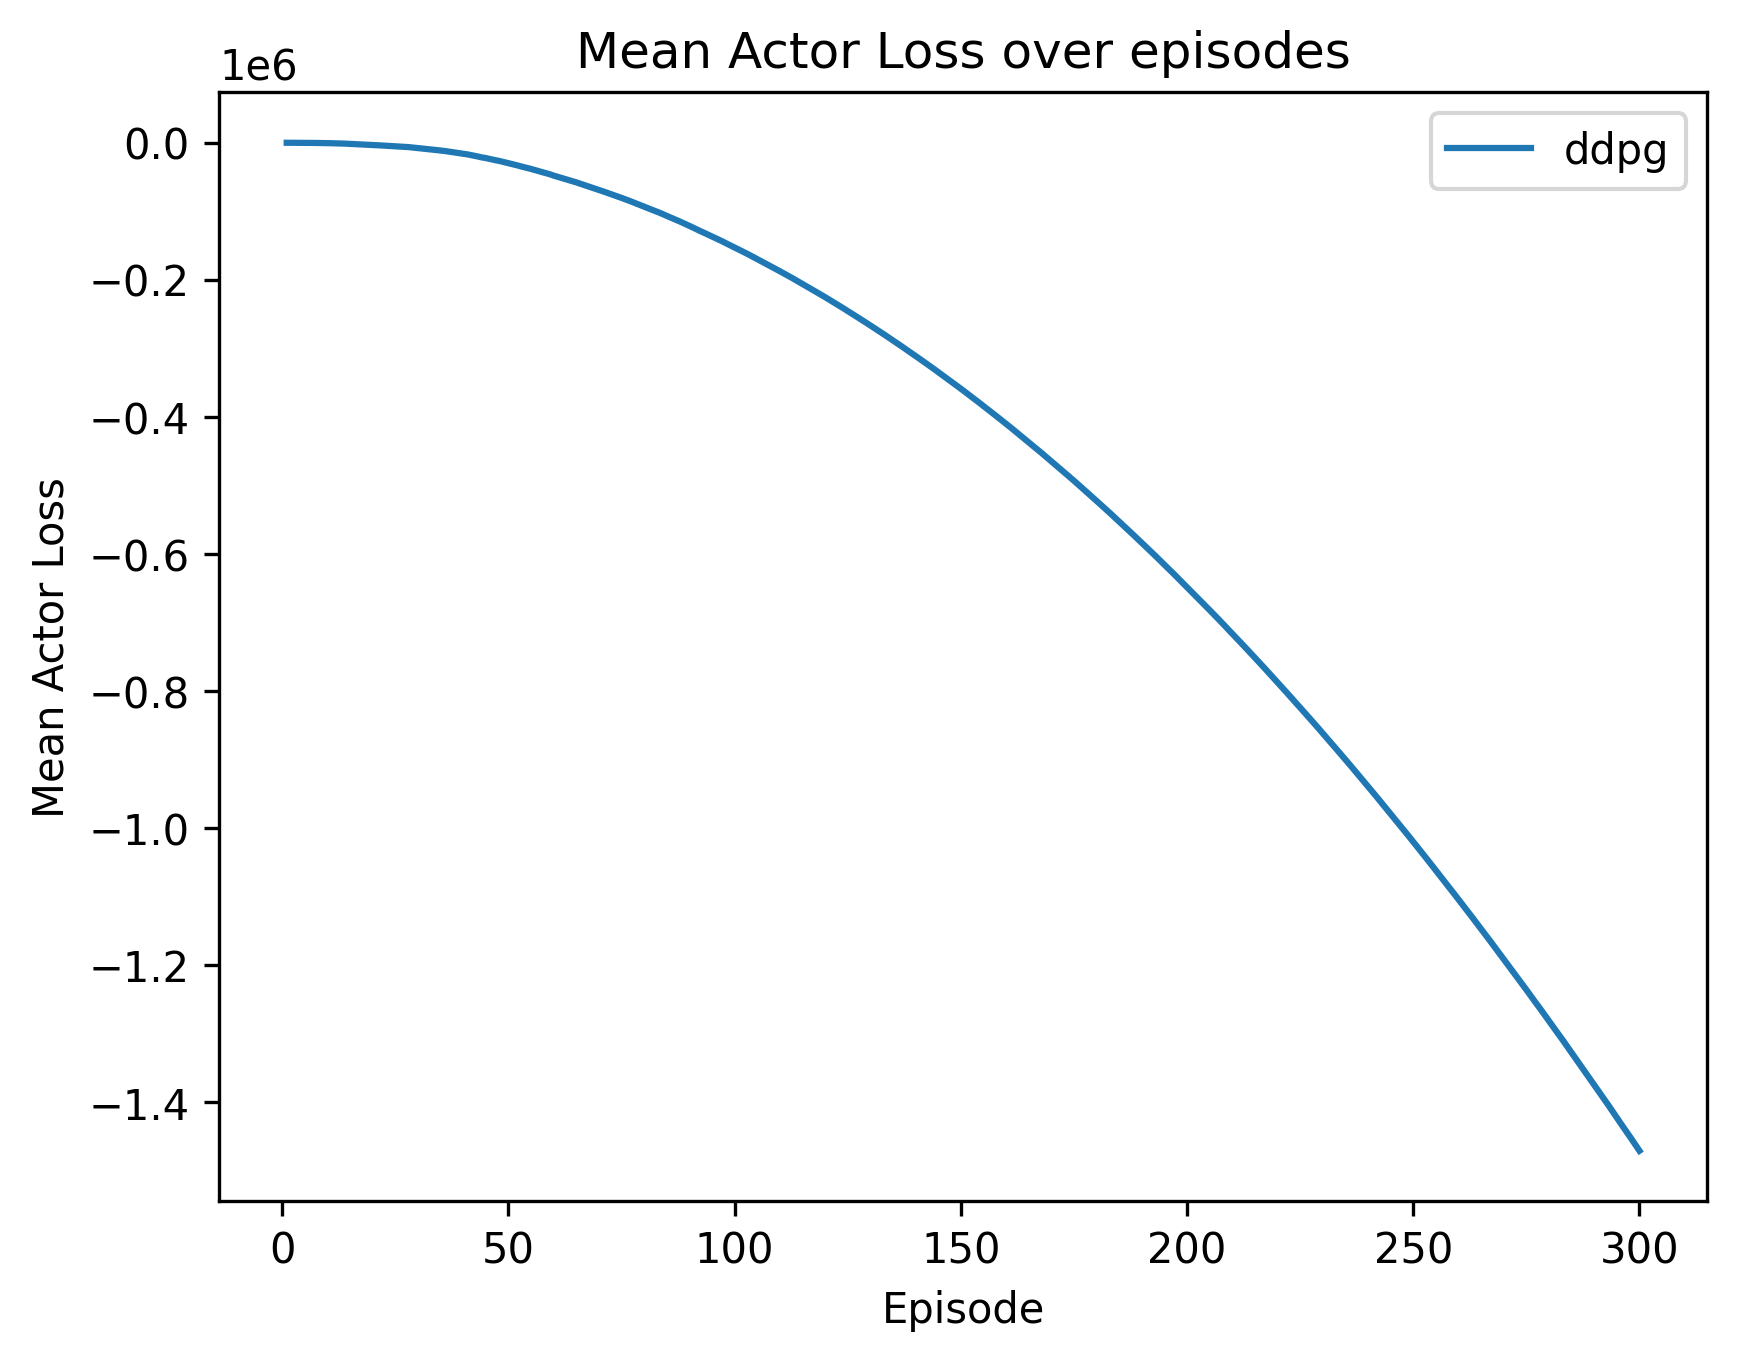 Mean Actor Loss over episodes
1e6
ddpg
0.0
−0.2
−0.4
−0.6
−0.8
−1.0
−1.2
−1.4
Mean Actor Loss
0 50 100 150 200 250 300
Episode